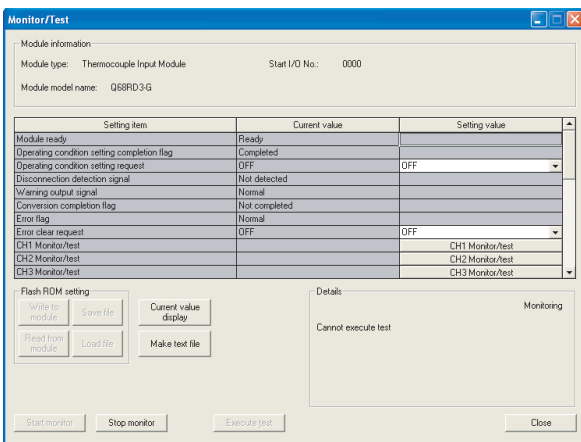 Monitor/Test
Module information
Module type: Thermocouple Input Module Start I/O No.: 0000
Module model name: Q68RD3-G
Setting item Current value Setting value
Module ready Ready
Operating condition setting completion flag Completed
Operating condition setting request OFF OFF
Disconnection detection signal Not detected
Warning output signal Normal
Conversion completion flag Not completed
Error flag Normal
Error clear request OFF OFF
CH1 Monitor/test CH1 Monitor/test
CH2 Monitor/test CH2 Monitor/test
CH3 Monitor/test CH3 Monitor/test
Flash ROM setting
Write to
module
Save file
Current value
display
Read from
module
Load file
Make text file
Details
Monitoring
Cannot execute test
Start monitor Stop monitor Execute test Close